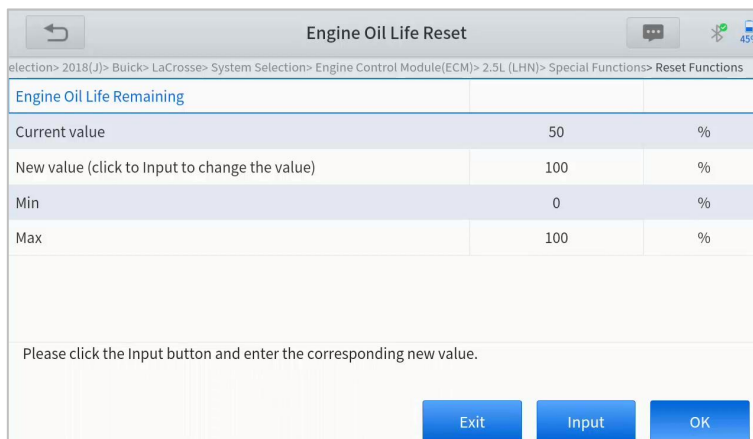 Engine Oil Life Reset
45%
election> 2018(J)> Buick> LaCrosse> System Selection> Engine Control Module(ECM)> 2.5L (LHN)> Special Functions> Reset Functions
Engine Oil Life Remaining
Current value 50 %
New value (click to Input to change the value) 100 %
Min 0 %
Max 100 %
Please click the Input button and enter the corresponding new value.
Exit Input OK